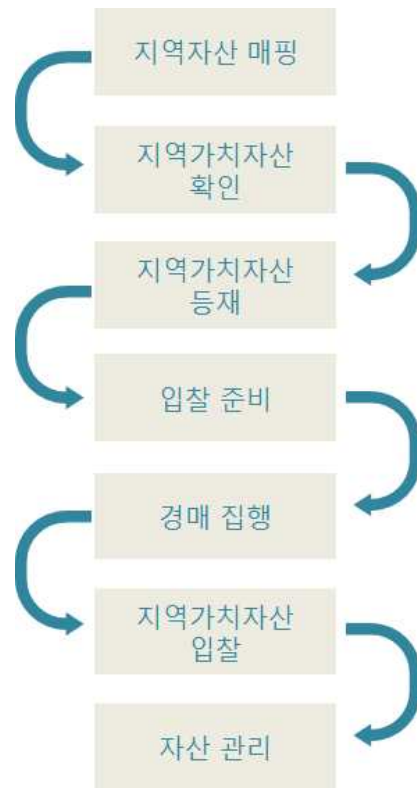 지역자산 매핑
지역가치자산
확인
지역가치자산
등재
입찰 준비
경매 집행
지역가치자산
입찰
자산 관리